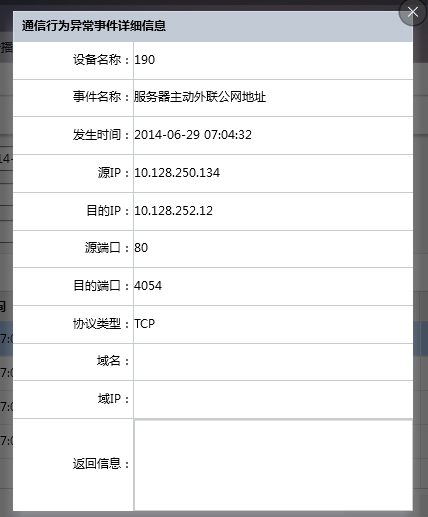 通信行为异常事件详细信息
设备名称： 190
事件名称： 服务器主动外联公网地址
发生时间： 2014-06-29 07:04:32
源IP： 10.128.250.134
目的IP： 10.128.252.12
源端口： 80
目的端口： 4054
协议类型： TCP
域名：
域IP：
返回信息：